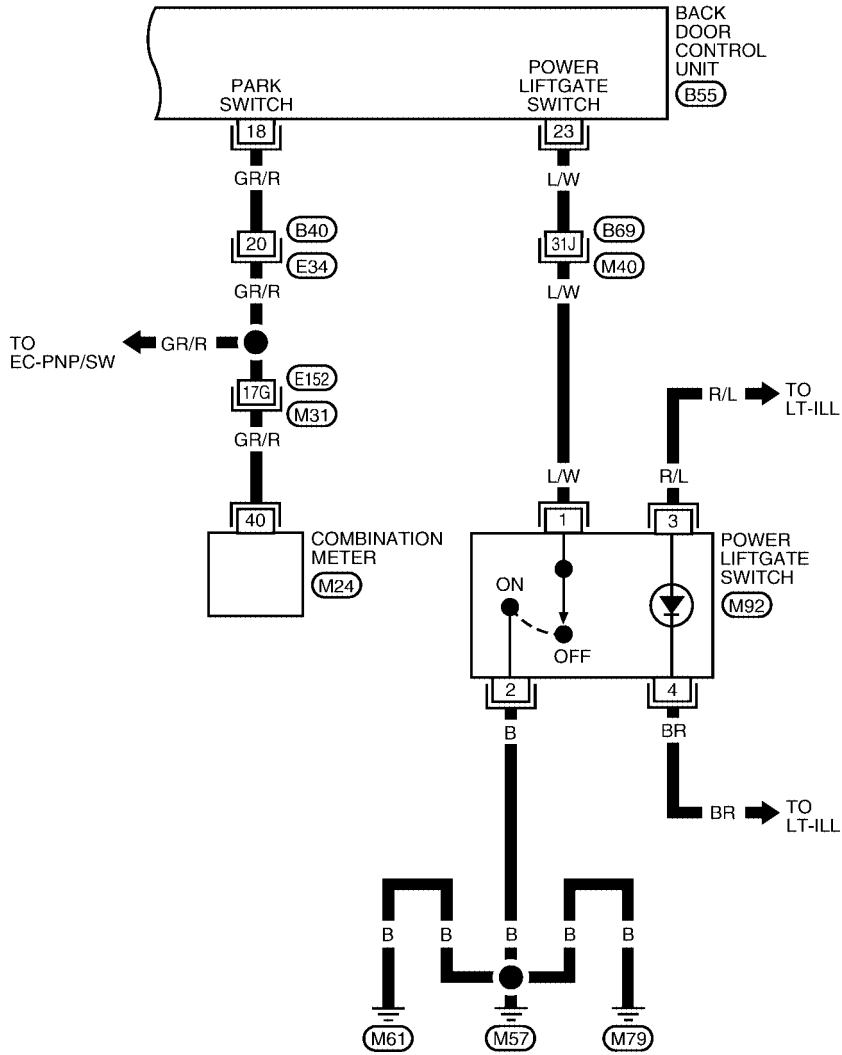 BACK
DOOR
CONTROL
UNIT
B55
PARK
SWITCH
POWER
LIFTGATE
SWITCH
18
23
GR/R
L/W
20
B40
E34
31J
B69
M40
GR/R
L/W
TO
EC-PNP/SW
GR/R
17G
E152
M31
R/L
TO
LT-ILL
GR/R
L/W
R/L
40
1
3
COMBINATION
METER
M24
POWER
LIFTGATE
SWITCH
M92
ON
OFF
2
4
B
BR
BR
TO
LT-ILL
B
B
B
B
B
M61
M57
M79